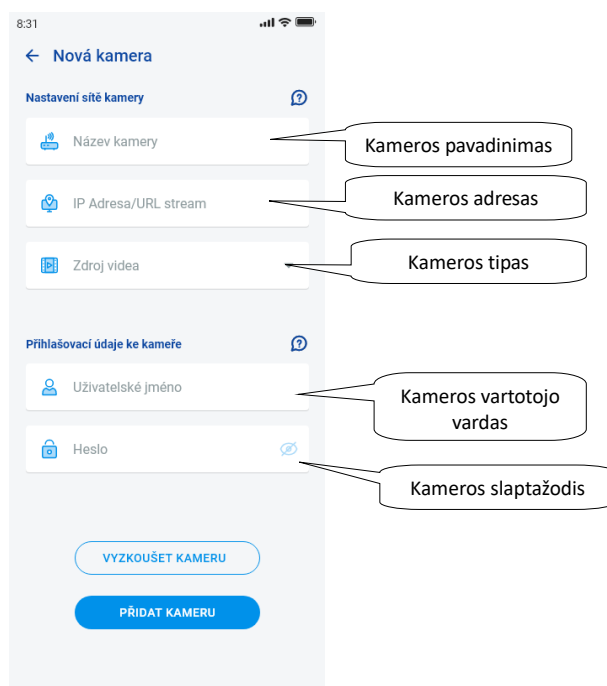 8:31
Nová kamera
Nastavení sítě kamery
Název kamery
Kameros pavadinimas
IP Adresa/URL stream
Kameros adresas
Zdroj videa
Kameros tipas
Přihlašovací údaje ke kameře
Uživatelské jméno
Kameros vartotojo
vardas
Heslo
Kameros slaptažodis
VYZKOUŠET KAMERU
PŘIDAT KAMERU